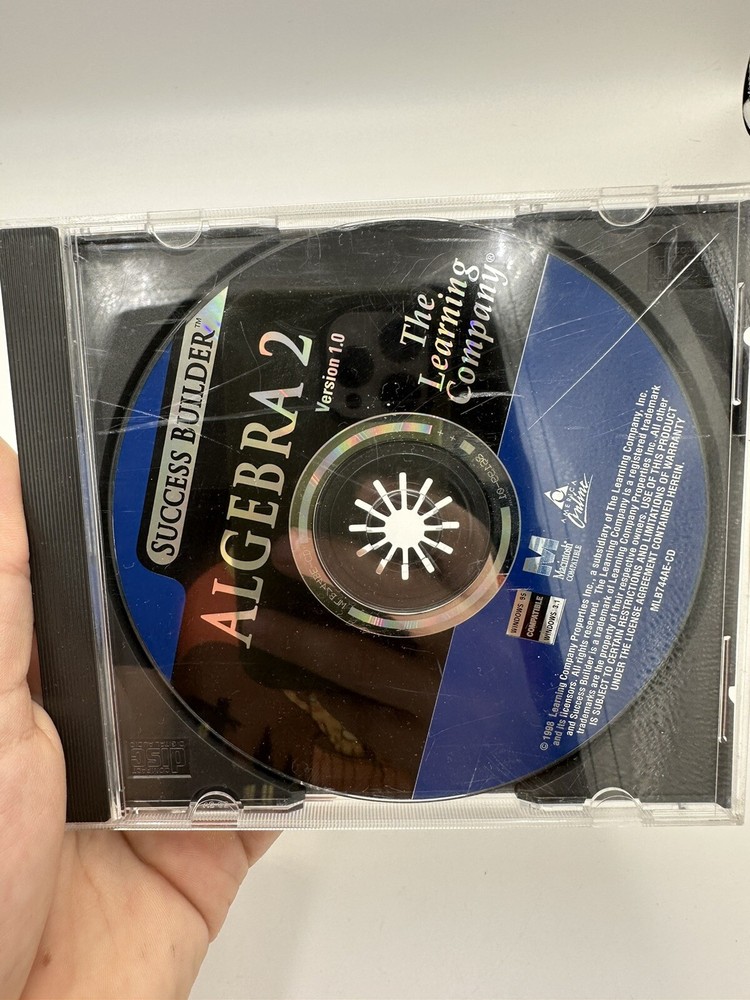 SUCCESS BUILDER™
ALGEBRA 2
Version 1.0
The
Learning
Company®
AMERICA
Online
Macintosh
COMPATIBLE
WINDOWS 95
COMPATIBLE
WINDOWS 3.1
© 1998 Learning Company Properties Inc., a subsidiary of The Learning Company, Inc.
and its licensors. All rights reserved. The Learning Company is a registered trademark
and Success Builder is a trademark of Learning Company Properties Inc. All other
trademarks are the property of their respective owners. USE OF THIS PRODUCT
IS SUBJECT TO CERTAIN RESTRICTIONS AND LIMITATIONS OF WARRANTY
UNDER THE LICENSE AGREEMENT CONTAINED HEREIN.
MLB744AE-CD